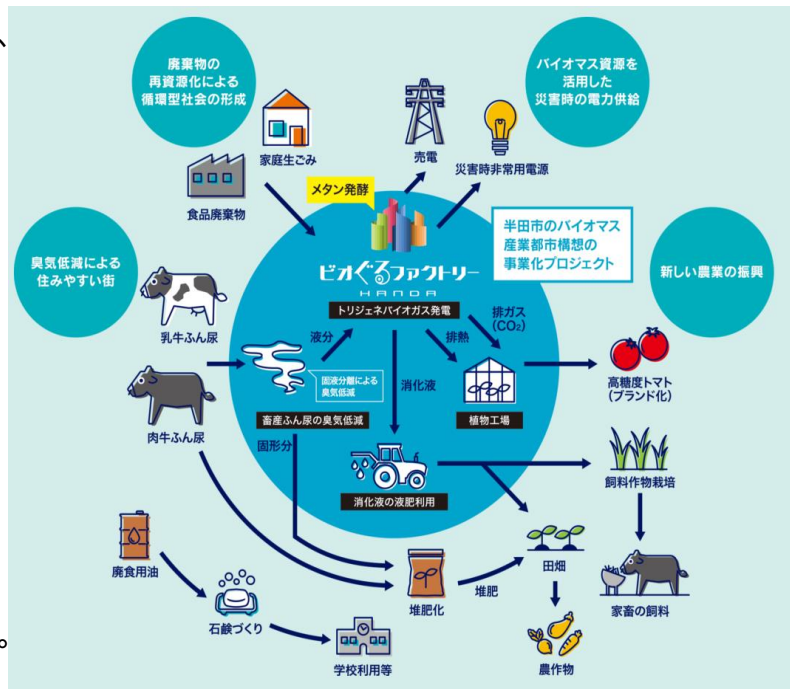 廃棄物の
再資源化による
循環型社会の形成
バイオマス資源を
活用した
災害時の電力供給
家庭生ごみ
食品廃棄物
売電
災害時非常用電源
メタン発酵
半田市のバイオマス
産業都市構想の
事業化プロジェクト
臭気低減による
住みやすい街
新しい農業の振興
ビオぐるファクトリー
HANDA
トリジェネバイオガス発電
乳牛ふん尿
液分
排熱
排ガス
(CO₂)
固液分離による
臭気低減
消化液
高糖度トマト
(ブランド化)
畜産ふん尿の臭気低減
植物工場
肉牛ふん尿
固形分
飼料作物栽培
消化液の液肥利用
廃食用油
田畑
堆肥化
堆肥
家畜の飼料
石鹸づくり
学校利用等
農作物